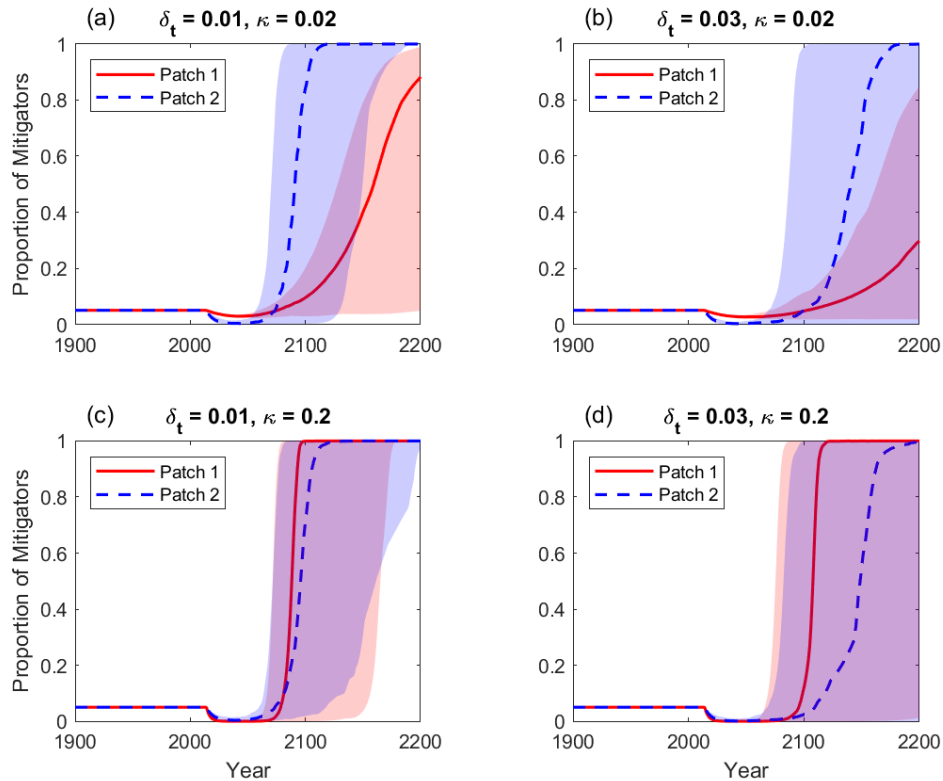 (a) δt = 0.01, κ = 0.02
Proportion of Mitigators
1
0.8
0.6
0.4
0.2
0
Patch 1
Patch 2
1900 2000 2100 2200
(b) δt = 0.03, κ = 0.02
1
0.8
0.6
0.4
0.2
0
Patch 1
Patch 2
1900 2000 2100 2200
(c) δt = 0.01, κ = 0.2
Proportion of Mitigators
1
0.8
0.6
0.4
0.2
0
Patch 1
Patch 2
1900 2000 2100 2200
Year
(d) δt = 0.03, κ = 0.2
1
0.8
0.6
0.4
0.2
0
Patch 1
Patch 2
1900 2000 2100 2200
Year